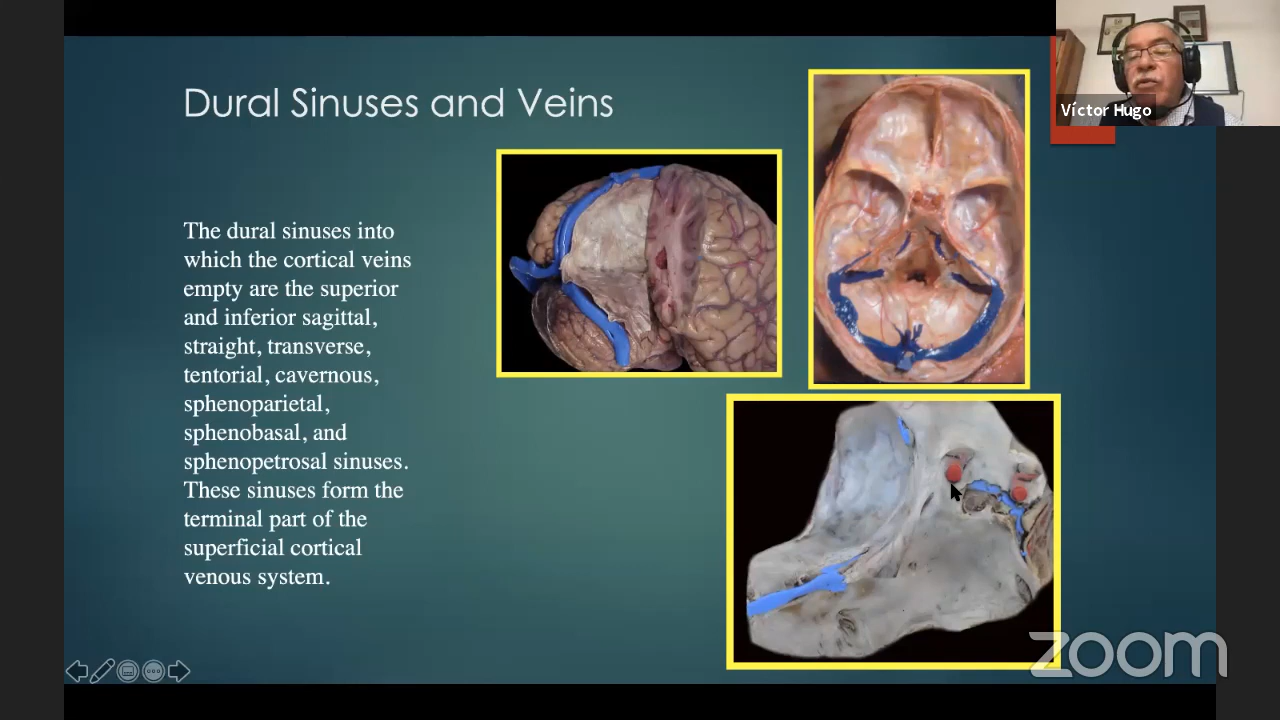 Dural Sinuses and Veins
Víctor Hugo
The dural sinuses into
which the cortical veins
empty are the superior
and inferior sagittal,
straight, transverse,
tentorial, cavernous,
sphenoparietal,
sphenobasal, and
sphenopetrosal sinuses.
These sinuses form the
terminal part of the
superficial cortical
venous system.
zoom